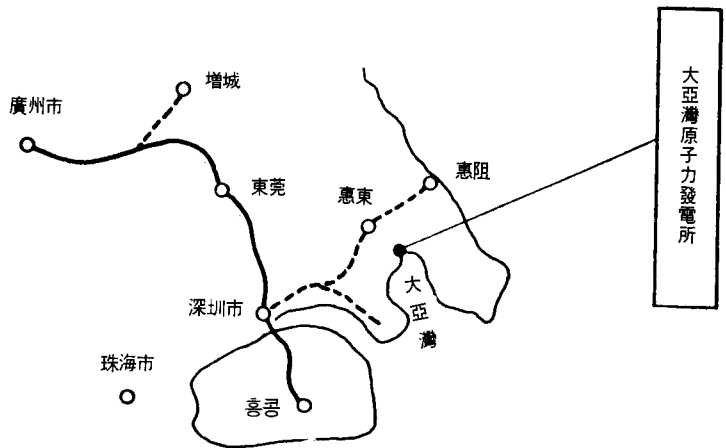 增城
廣州市
東莞
惠阻
惠東
深圳市
大亞灣
珠海市
홍콩
大亞灣原子力發電所